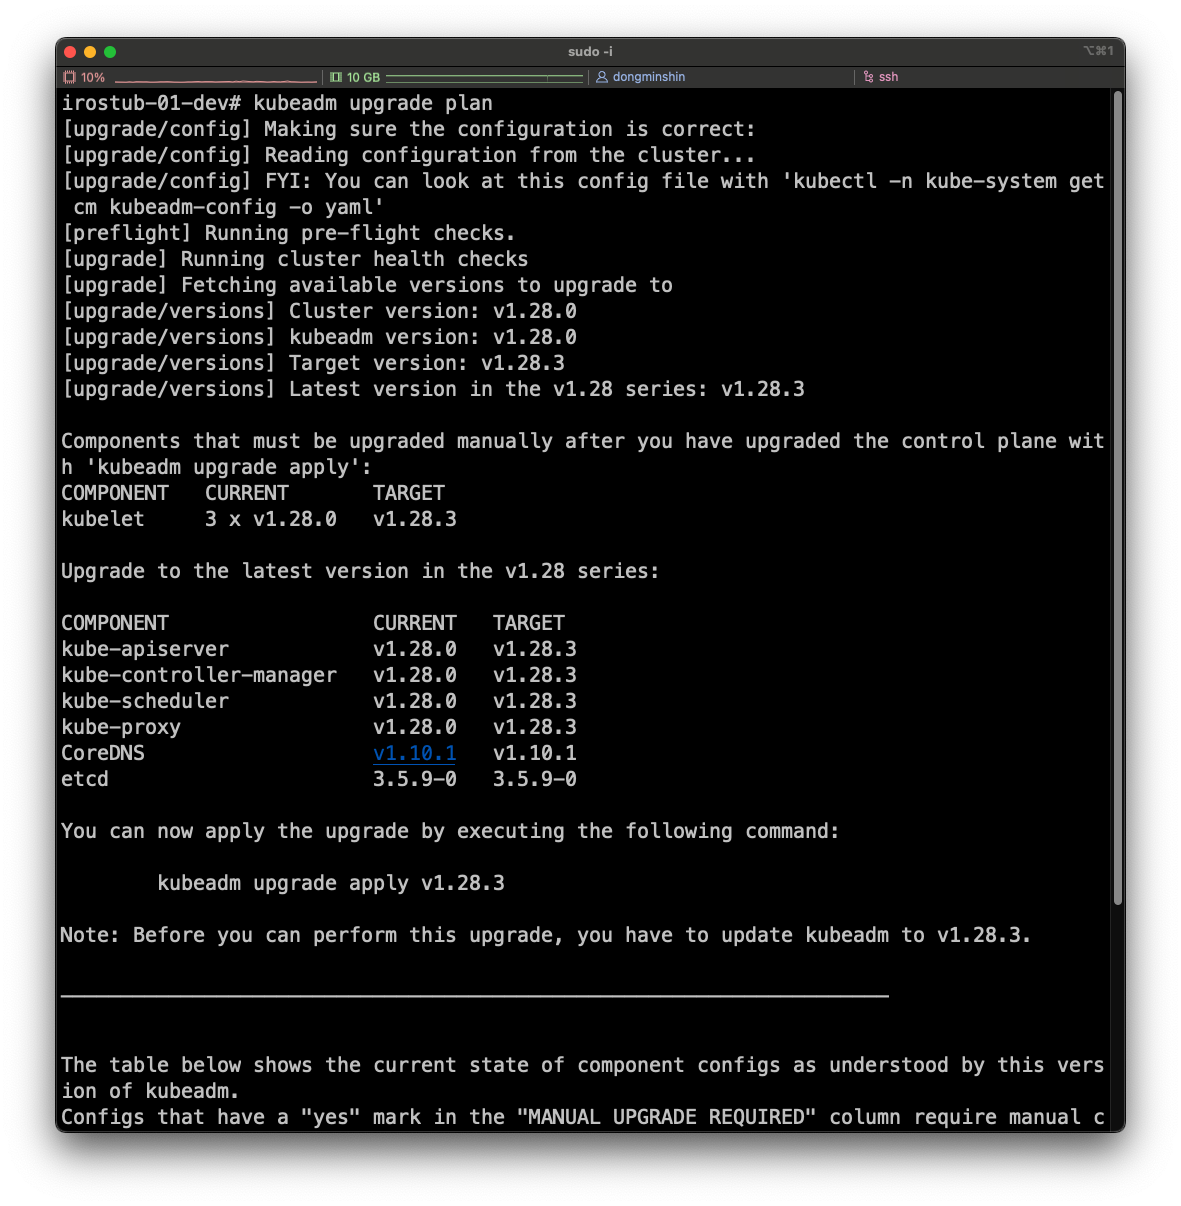 sudo -i
⌥⌘1
10%
10 GB
dongminshin
ssh
irostub-01-dev# kubeadm upgrade plan
[upgrade/config] Making sure the configuration is correct:
[upgrade/config] Reading configuration from the cluster...
[upgrade/config] FYI: You can look at this config file with 'kubectl -n kube-system get
 cm kubeadm-config -o yaml'
[preflight] Running pre-flight checks.
[upgrade] Running cluster health checks
[upgrade] Fetching available versions to upgrade to
[upgrade/versions] Cluster version: v1.28.0
[upgrade/versions] kubeadm version: v1.28.0
[upgrade/versions] Target version: v1.28.3
[upgrade/versions] Latest version in the v1.28 series: v1.28.3

Components that must be upgraded manually after you have upgraded the control plane wit
h 'kubeadm upgrade apply':
COMPONENT   CURRENT       TARGET
kubelet     3 x v1.28.0   v1.28.3

Upgrade to the latest version in the v1.28 series:

COMPONENT                 CURRENT   TARGET
kube-apiserver            v1.28.0   v1.28.3
kube-controller-manager   v1.28.0   v1.28.3
kube-scheduler            v1.28.0   v1.28.3
kube-proxy                v1.28.0   v1.28.3
CoreDNS                   v1.10.1   v1.10.1
etcd                      3.5.9-0   3.5.9-0

You can now apply the upgrade by executing the following command:

        kubeadm upgrade apply v1.28.3

Note: Before you can perform this upgrade, you have to update kubeadm to v1.28.3.

_____________________________________________________________________

The table below shows the current state of component configs as understood by this vers
ion of kubeadm.
Configs that have a "yes" mark in the "MANUAL UPGRADE REQUIRED" column require manual c